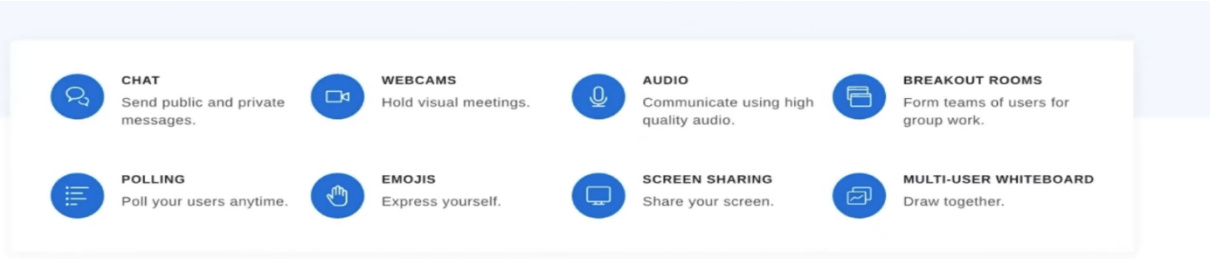 CHAT
Send public and private
messages.
WEBCAMS
Hold visual meetings.
AUDIO
Communicate using high
quality audio.
BREAKOUT ROOMS
Form teams of users for
group work.
POLLING
Poll your users anytime.
EMOJIS
Express yourself.
SCREEN SHARING
Share your screen.
MULTI-USER WHITEBOARD
Draw together.